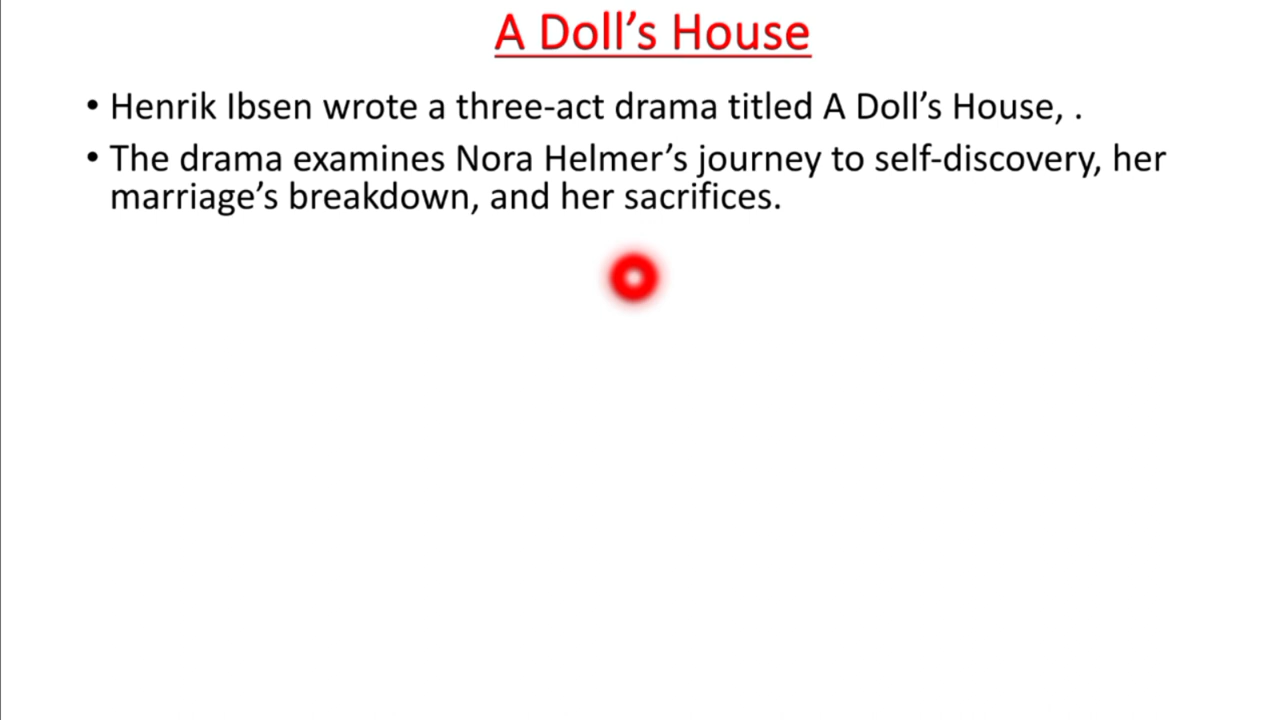 A Doll’s House
• Henrik Ibsen wrote a three-act drama titled A Doll’s House, .
• The drama examines Nora Helmer’s journey to self-discovery, her
marriage’s breakdown, and her sacrifices.